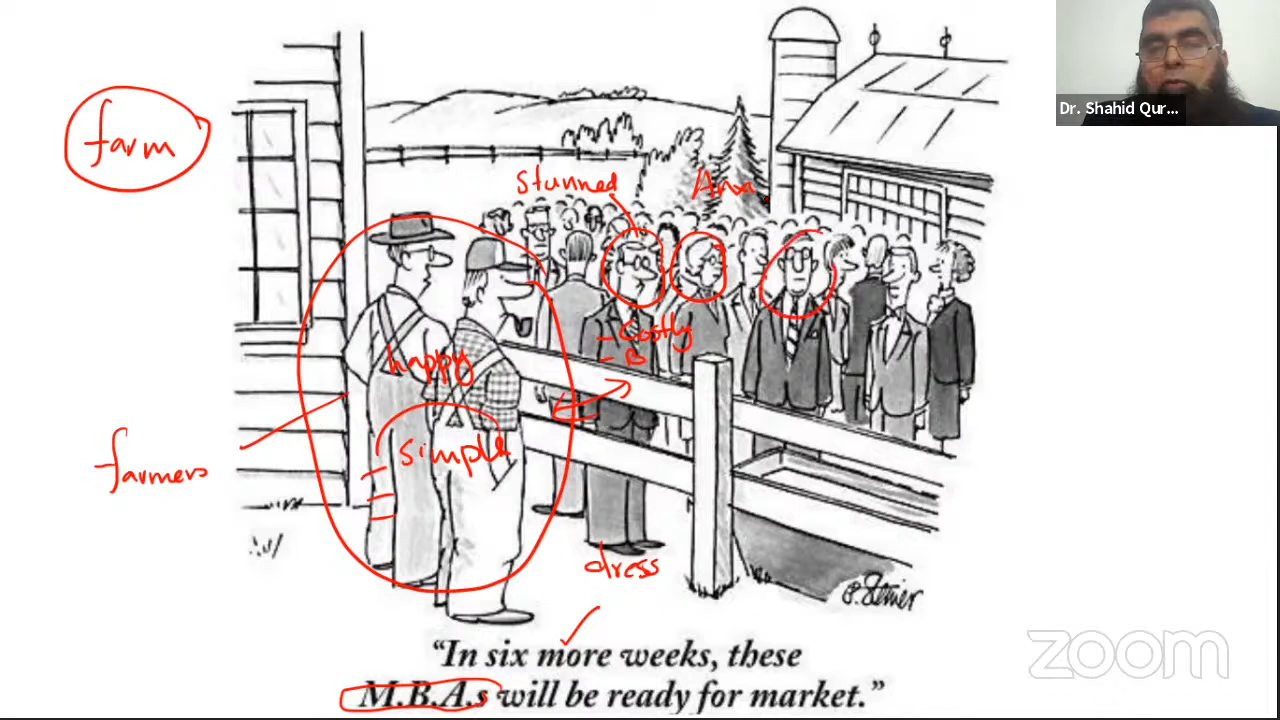 Dr. Shahid Qur...
farm
Stunned
happy
Costly
simple
farmers
dress
"In six more weeks, these
M.B.A.s will be ready for market."
P. Steiner
zoom